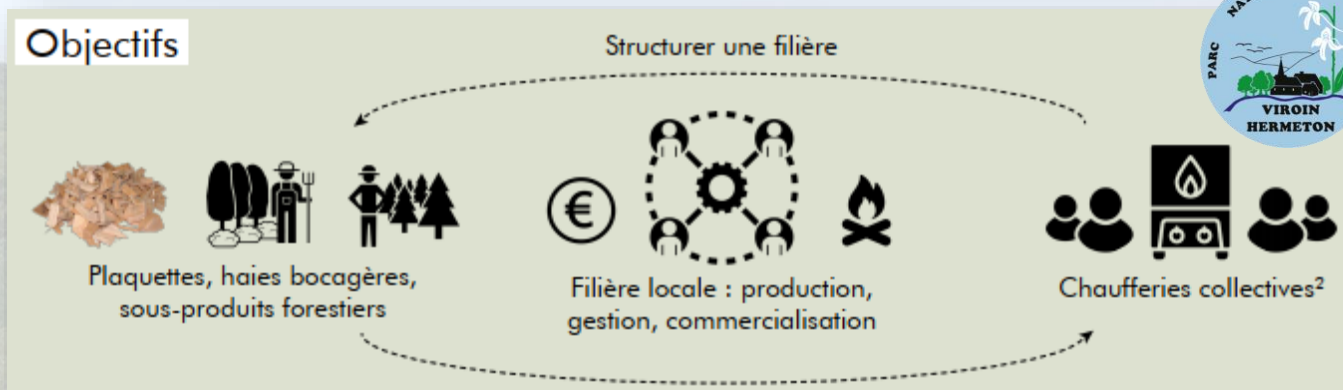 Objectifs
Structurer une filière
PARC
NA
VIROIN
HERMETON
Plaquettes, haies bocagères,
sous-produits forestiers
Filière locale : production,
gestion, commercialisation
Chaufferies collectives²